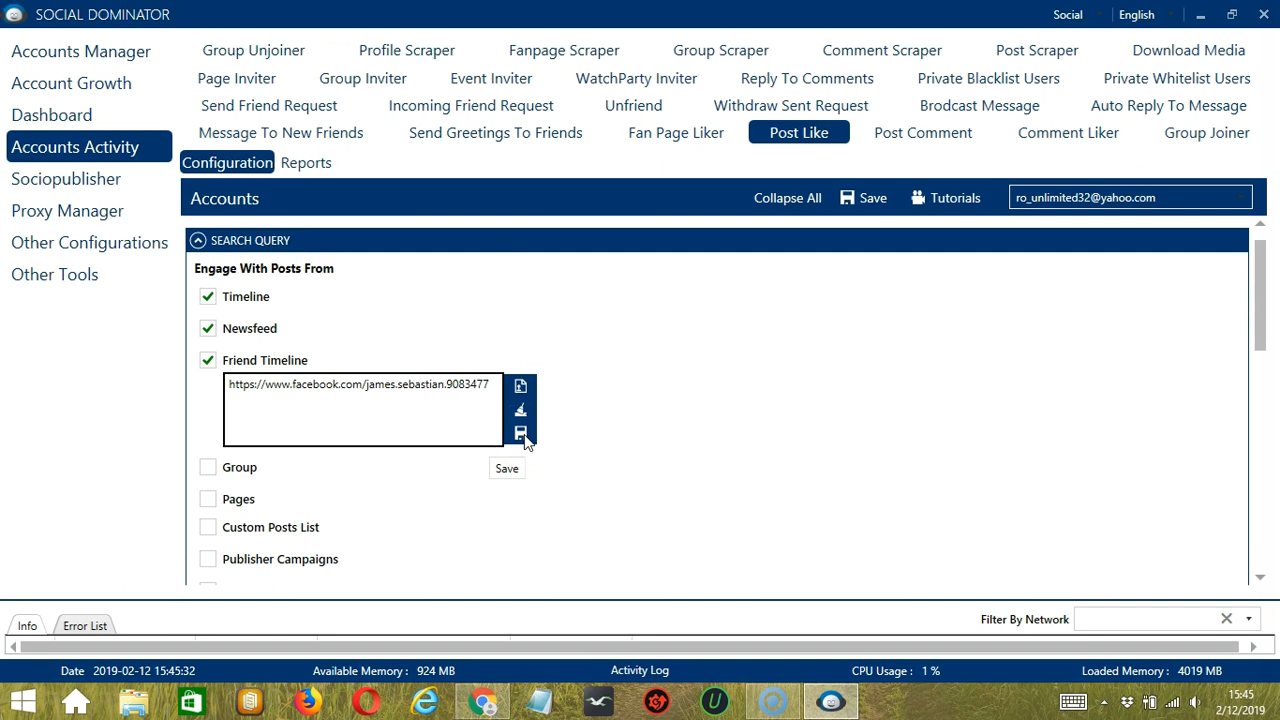 SOCIAL DOMINATOR Social English
Accounts Manager
Account Growth
Dashboard
Accounts Activity
Sociopublisher
Proxy Manager
Other Configurations
Other Tools
Group Unjoiner Profile Scraper Fanpage Scraper Group Scraper Comment Scraper Post Scraper Download Media
Page Inviter Group Inviter Event Inviter WatchParty Inviter Reply To Comments Private Blacklist Users Private Whitelist Users
Send Friend Request Incoming Friend Request Unfriend Withdraw Sent Request Brodcast Message Auto Reply To Message
Message To New Friends Send Greetings To Friends Fan Page Liker Post Like Post Comment Comment Liker Group Joiner
Configuration Reports
Accounts Collapse All Save Tutorials ro_unlimited32@yahoo.com
SEARCH QUERY
Engage With Posts From
Timeline
Newsfeed
Friend Timeline
https://www.facebook.com/james.sebastian.9083477
Save
Group
Pages
Custom Posts List
Publisher Campaigns
Info Error List Filter By Network
Date 2019-02-12 15:45:32 Available Memory : 924 MB Activity Log CPU Usage : 1 % Loaded Memory : 4019 MB
15:45
2/12/2019